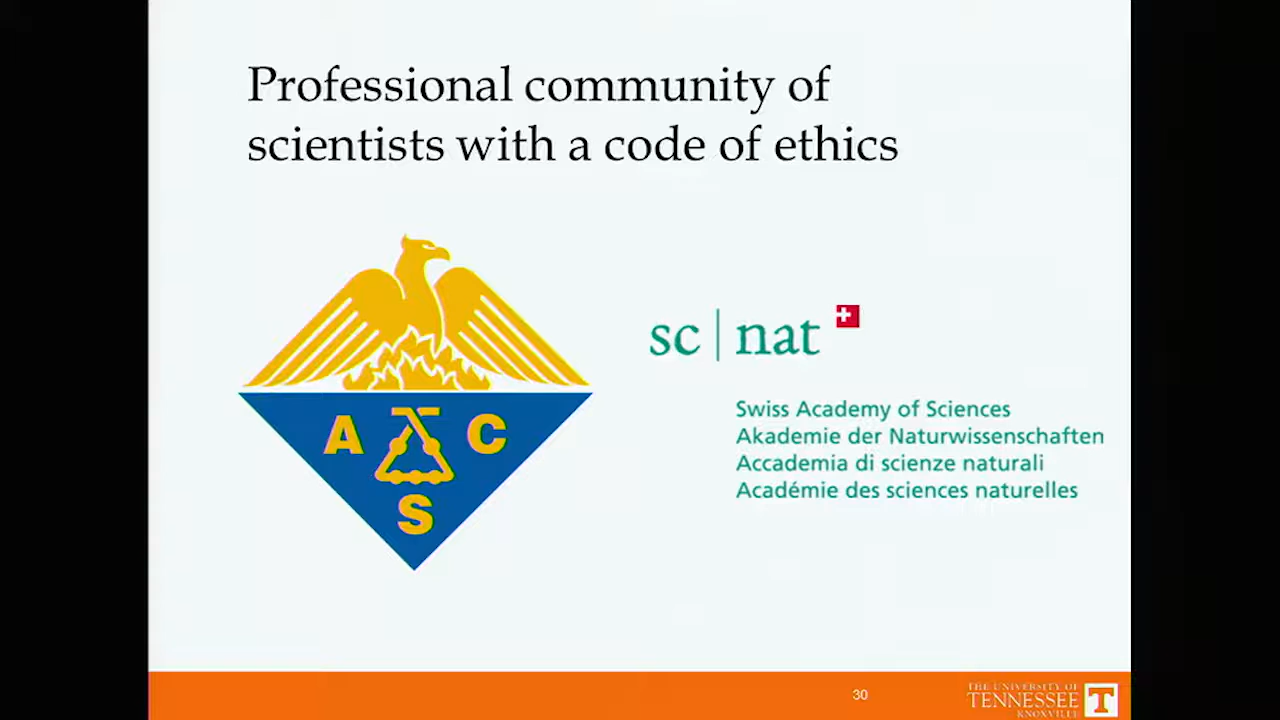 Professional community of
scientists with a code of ethics
A C
S
sc | nat
Swiss Academy of Sciences
Akademie der Naturwissenschaften
Accademia di scienze naturali
Académie des sciences naturelles
30
THE UNIVERSITY OF
TENNESSEE
KNOXVILLE
T